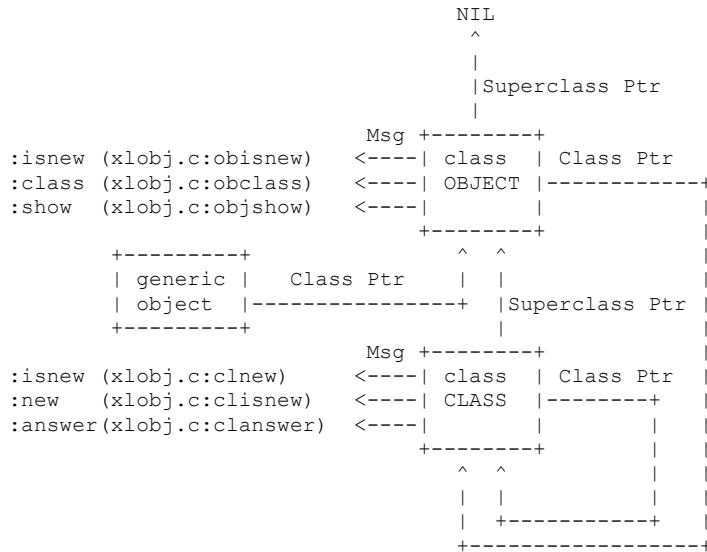 NIL
^
|
|Superclass Ptr
|
Msg +--------+
:isnew (xlobj.c:obisnew) <----| class | Class Ptr
:class (xlobj.c:obclass) <----| OBJECT |------------+
:show (xlobj.c:objshow) <----| | |
+--------+ |
+---------+ ^ ^ |
| generic | Class Ptr | | |
| object |-----------------+ |Superclass Ptr |
+---------+ | |
Msg +--------+ |
:isnew (xlobj.c:clnew) <----| class | Class Ptr |
:new (xlobj.c:clisnew) <----| CLASS |--------+ |
:answer(xlobj.c:clanswer) <----| | | |
+--------+ | |
^ ^ | |
| | | |
| +-----------+ |
+-------------------+